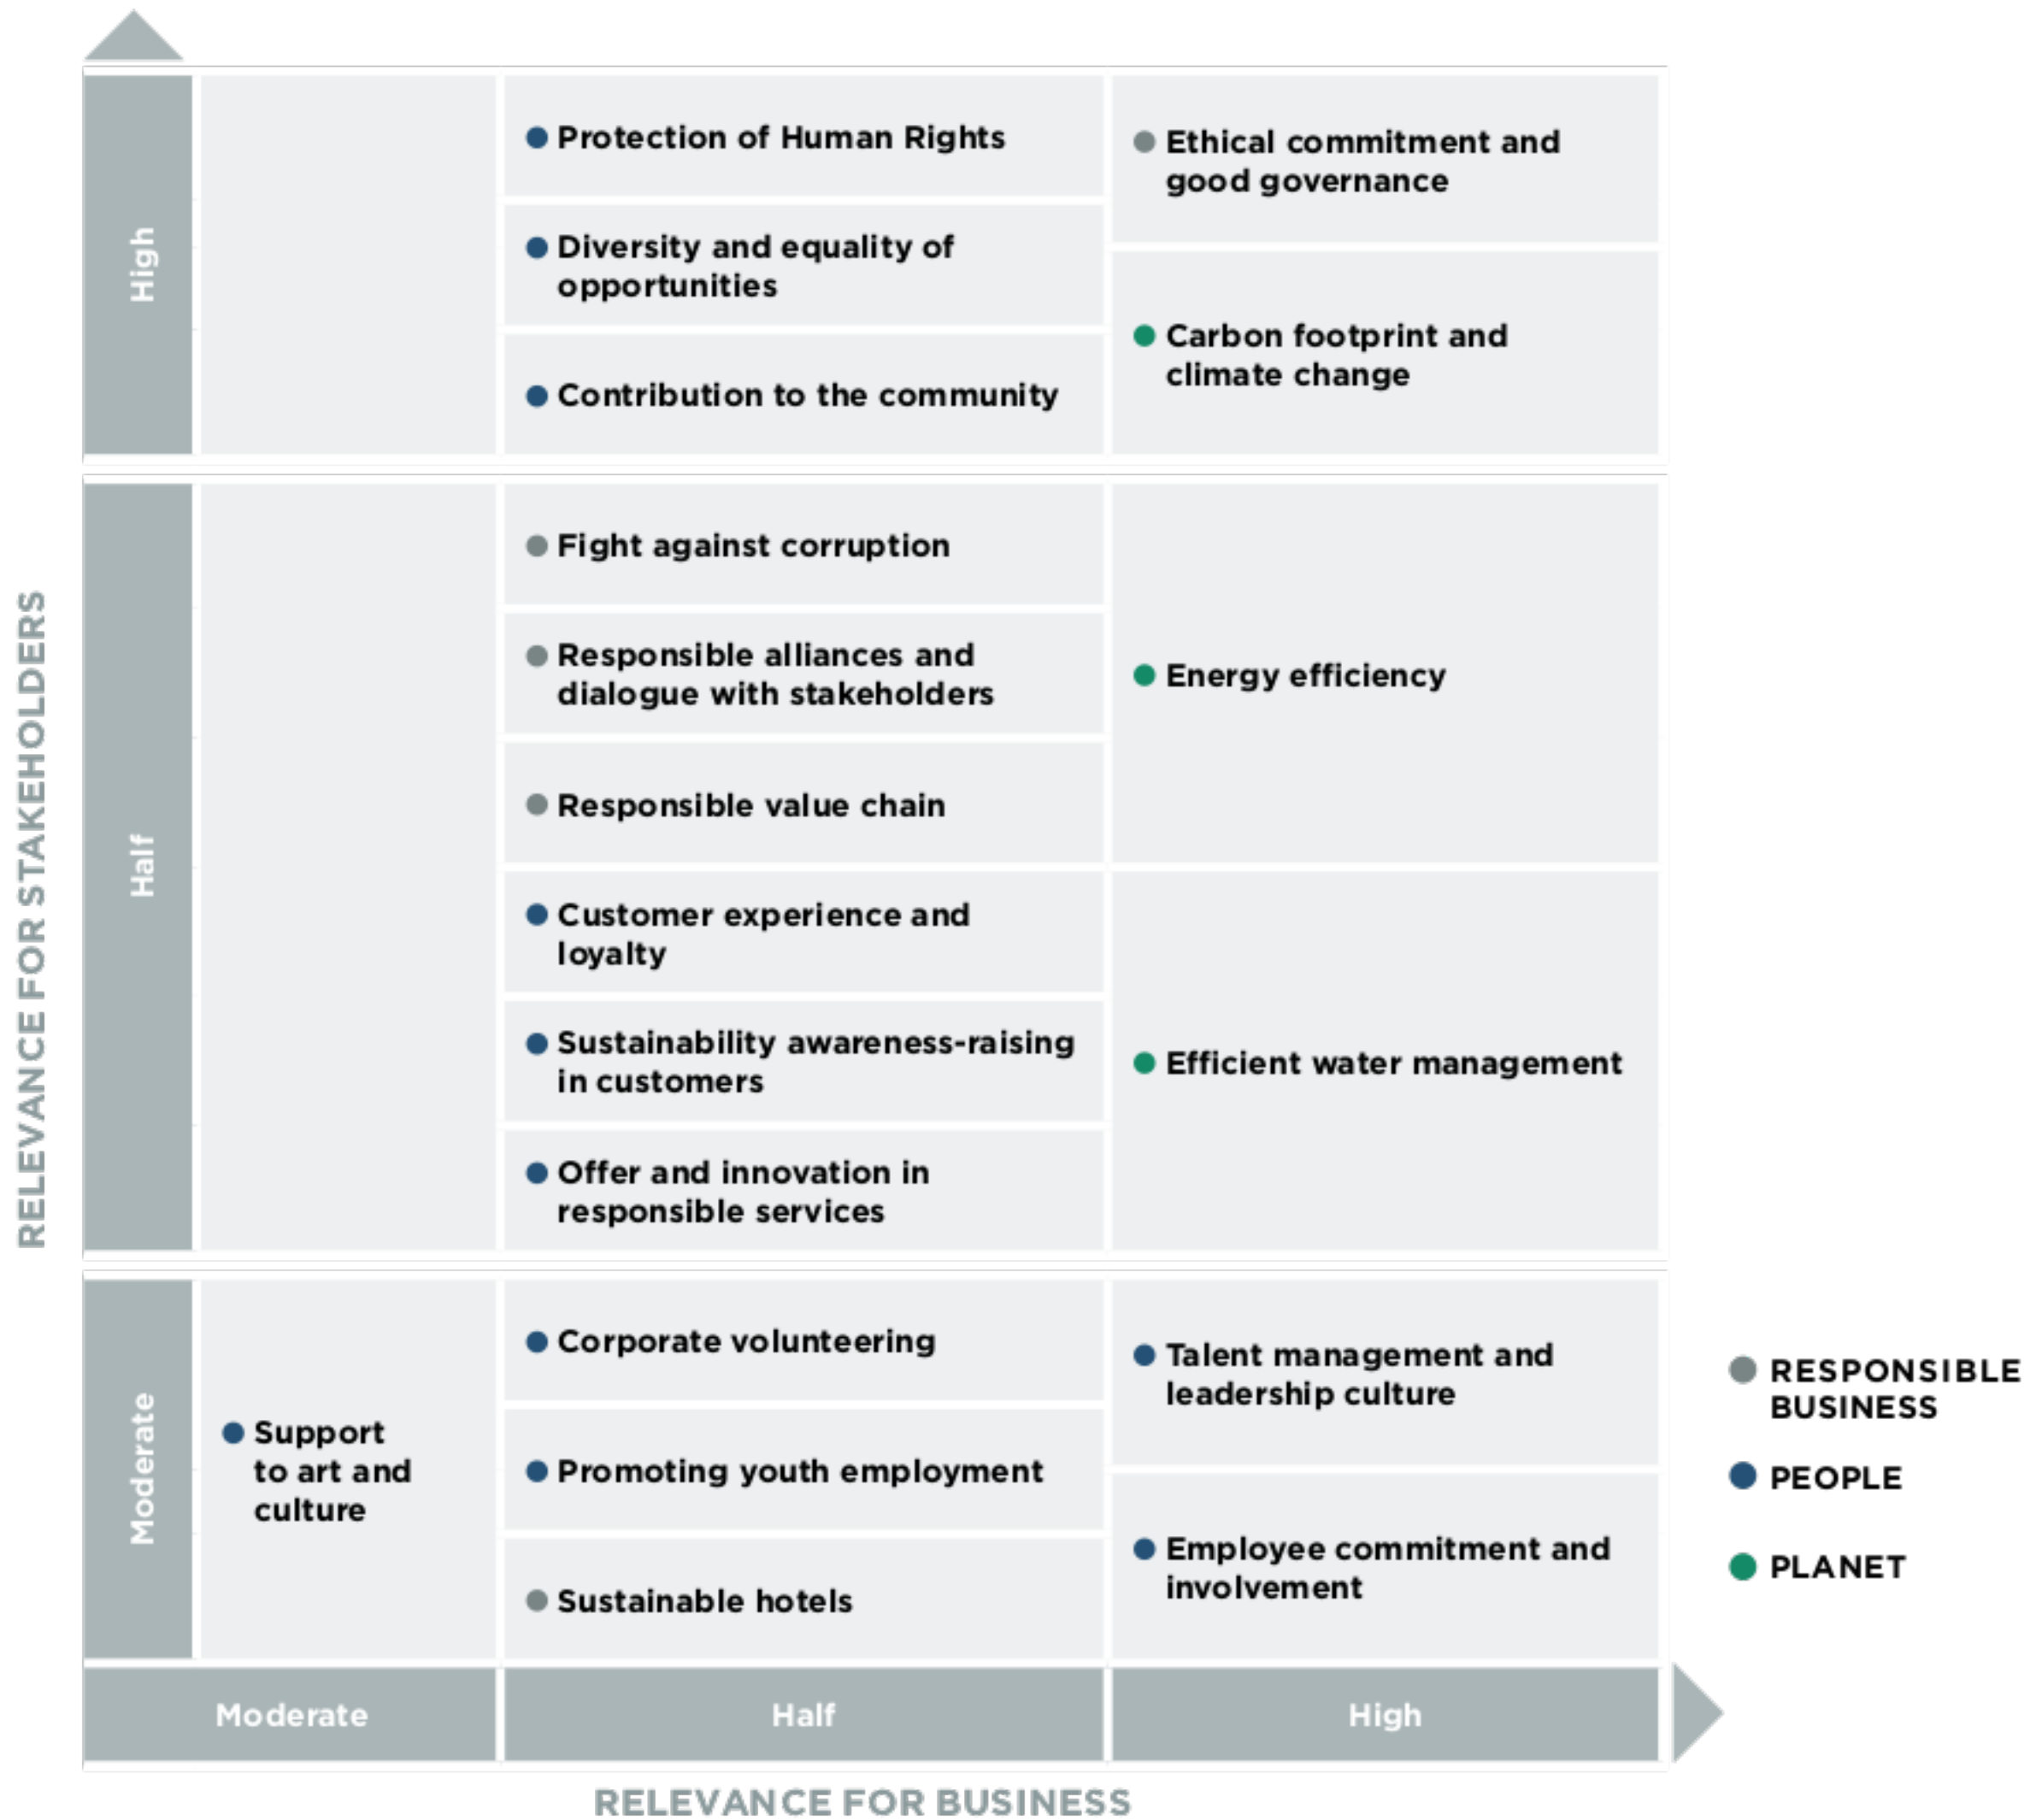 RELEVANCE FOR STAKEHOLDERS
High
Protection of Human Rights
Diversity and equality of
opportunities
Contribution to the community
Ethical commitment and
good governance
Carbon footprint and
climate change
Half
Fight against corruption
Responsible alliances and
dialogue with stakeholders
Responsible value chain
Customer experience and
loyalty
Sustainability awareness-raising
in customers
Offer and innovation in
responsible services
Energy efficiency
Efficient water management
Moderate
Support
to art and
culture
Corporate volunteering
Promoting youth employment
Sustainable hotels
Talent management and
leadership culture
Employee commitment and
involvement
Moderate
Half
High
RELEVANCE FOR BUSINESS
RESPONSIBLE
BUSINESS
PEOPLE
PLANET